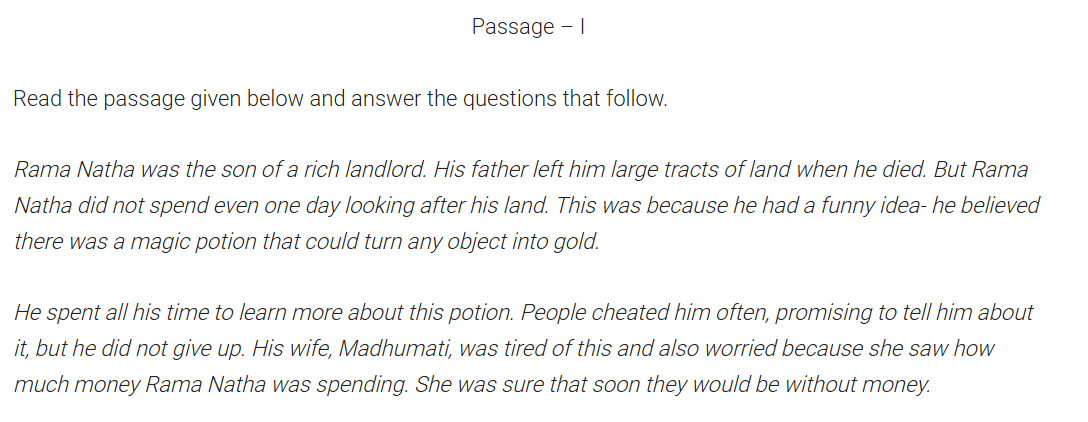 Passage – I
Read the passage given below and answer the questions that follow.
Rama Natha was the son of a rich landlord. His father left him large tracts of land when he died. But Rama
Natha did not spend even one day looking after his land. This was because he had a funny idea- he believed
there was a magic potion that could turn any object into gold.
He spent all his time to learn more about this potion. People cheated him often, promising to tell him about
it, but he did not give up. His wife, Madhumati, was tired of this and also worried because she saw how
much money Rama Natha was spending. She was sure that soon they would be without money.